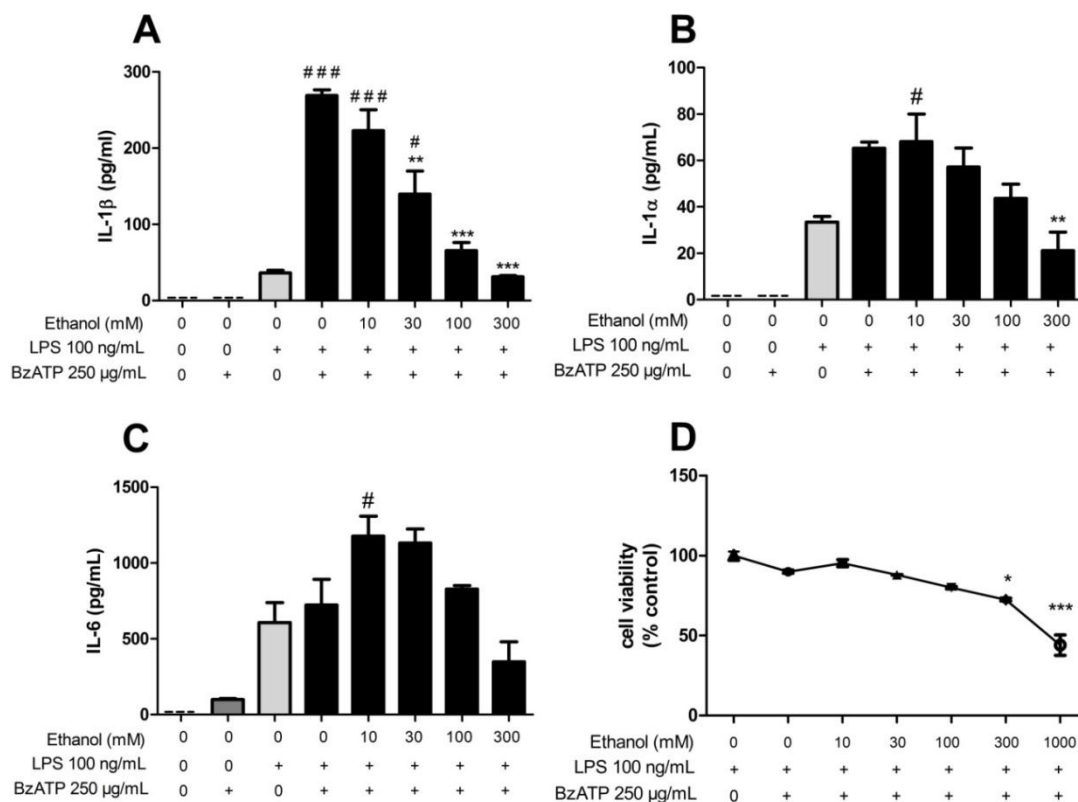 A
IL-1β (pg/ml)
300
200
100
0
###
###
#
**
***
***
Ethanol (mM) 0 0 0 0 10 30 100 300
LPS 100 ng/mL 0 0 + + + + + +
BzATP 250 µg/mL 0 + 0 + + + + +
B
IL-1α (pg/mL)
100
80
60
40
20
0
#
**
Ethanol (mM) 0 0 0 0 10 30 100 300
LPS 100 ng/mL 0 0 + + + + + +
BzATP 250 µg/mL 0 + 0 + + + + +
C
IL-6 (pg/mL)
1500
1000
500
0
#
Ethanol (mM) 0 0 0 0 10 30 100 300
LPS 100 ng/mL 0 0 + + + + + +
BzATP 250 µg/mL 0 + 0 + + + + +
D
cell viability
(% control)
150
100
50
0
*
***
Ethanol (mM) 0 0 10 30 100 300 1000
LPS 100 ng/mL + + + + + + +
BzATP 250 µg/mL 0 + + + + + +